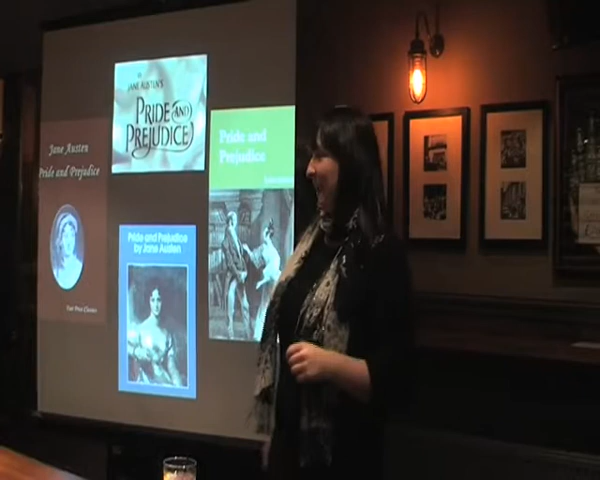 JANE AUSTEN'S
PRIDE AND
PREJUDICE
Pride and
Prejudice
Jane Austen
Pride and Prejudice
Pride and Prejudice
by Jane Austen